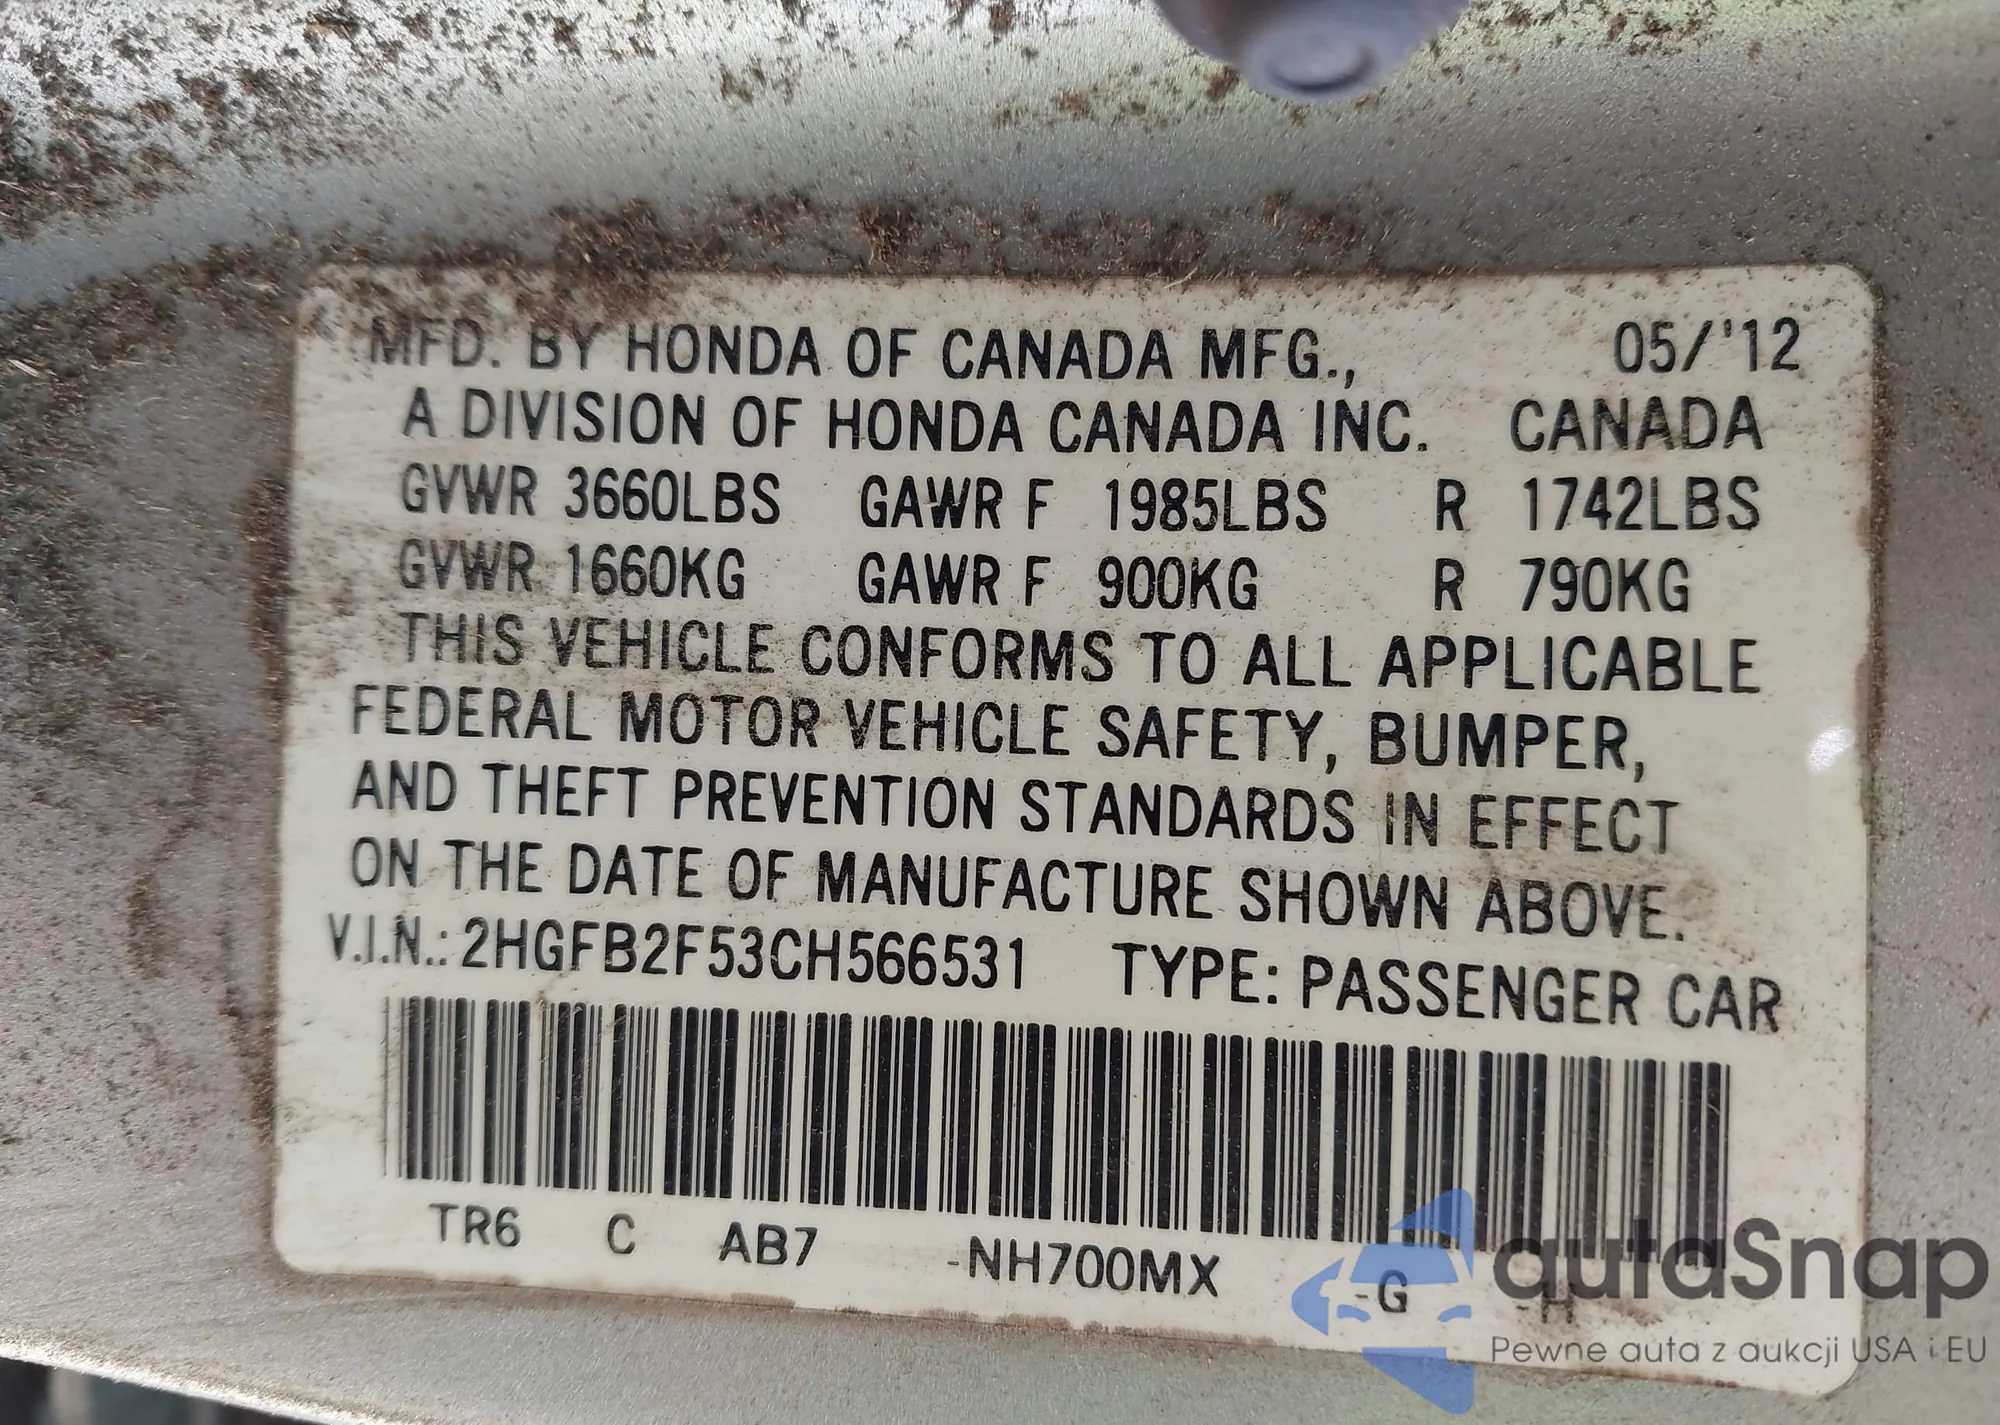 MFD. BY HONDA OF CANADA MFG., 05/'12
A DIVISION OF HONDA CANADA INC. CANADA
GVWR 3660LBS GAWR F 1985LBS R 1742LBS
GVWR 1660KG GAWR F 900KG R 790KG
THIS VEHICLE CONFORMS TO ALL APPLICABLE
FEDERAL MOTOR VEHICLE SAFETY, BUMPER,
AND THEFT PREVENTION STANDARDS IN EFFECT
ON THE DATE OF MANUFACTURE SHOWN ABOVE.
V.I.N.: 2HGFB2F53CH566531 TYPE: PASSENGER CAR
TR6 C AB7 -NH700MX -G -H
autaSnap
Pewne auta z aukcji USA i EU